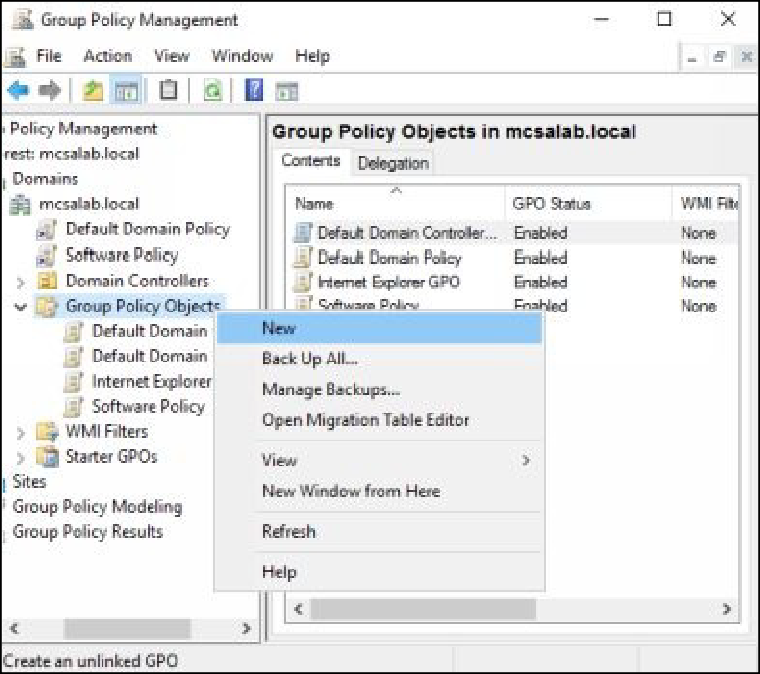 Group Policy Management
File Action View Window Help
Policy Management
rest: mcsalab.local
Domains
mcsalab.local
Default Domain Policy
Software Policy
Domain Controllers
Group Policy Objects
Default Domain
Default Domain
Internet Explorer
Software Policy
WMI Filters
Starter GPOs
Sites
Group Policy Modeling
Group Policy Results
Group Policy Objects in mcsalab.local
Contents Delegation
Name GPO Status WMI Filte
Default Domain Controller... Enabled None
Default Domain Policy Enabled None
Internet Explorer GPO Enabled None
Software Policy Enabled None
New
Back Up All...
Manage Backups...
Open Migration Table Editor
View
New Window from Here
Refresh
Help
Create an unlinked GPO